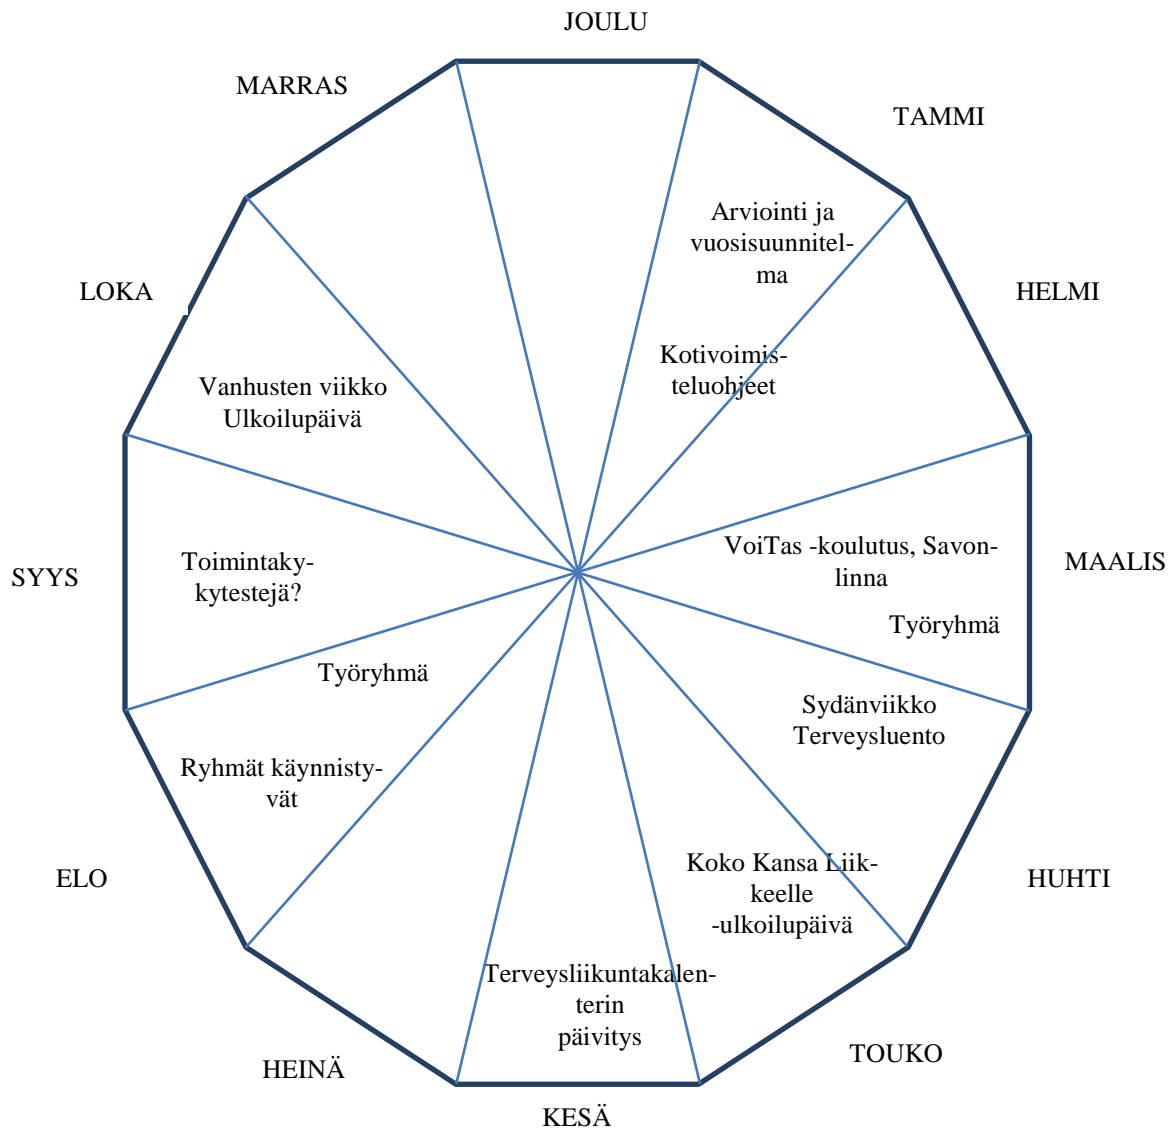 JOULU
MARRAS
TAMMI
Arviointi ja
vuosisuunnitel-
ma
LOKA
HELMI
Kotivoimis-
teluohjeet
Vanhusten viikko
Ulkoilupäivä
VoiTas -koulutus, Savon-
linna
MAALIS
SYYS
Toimintaky-
kytestejä?
Työryhmä
Työryhmä
Sydänviikko
Terveysluento
Ryhmät käynnisty-
vät
Koko Kansa Liik-
keelle
-ulkoilupäivä
ELO
HUHTI
Terveysliikuntakalen-
terin
päivitys
TOUKO
HEINÄ
KESÄ